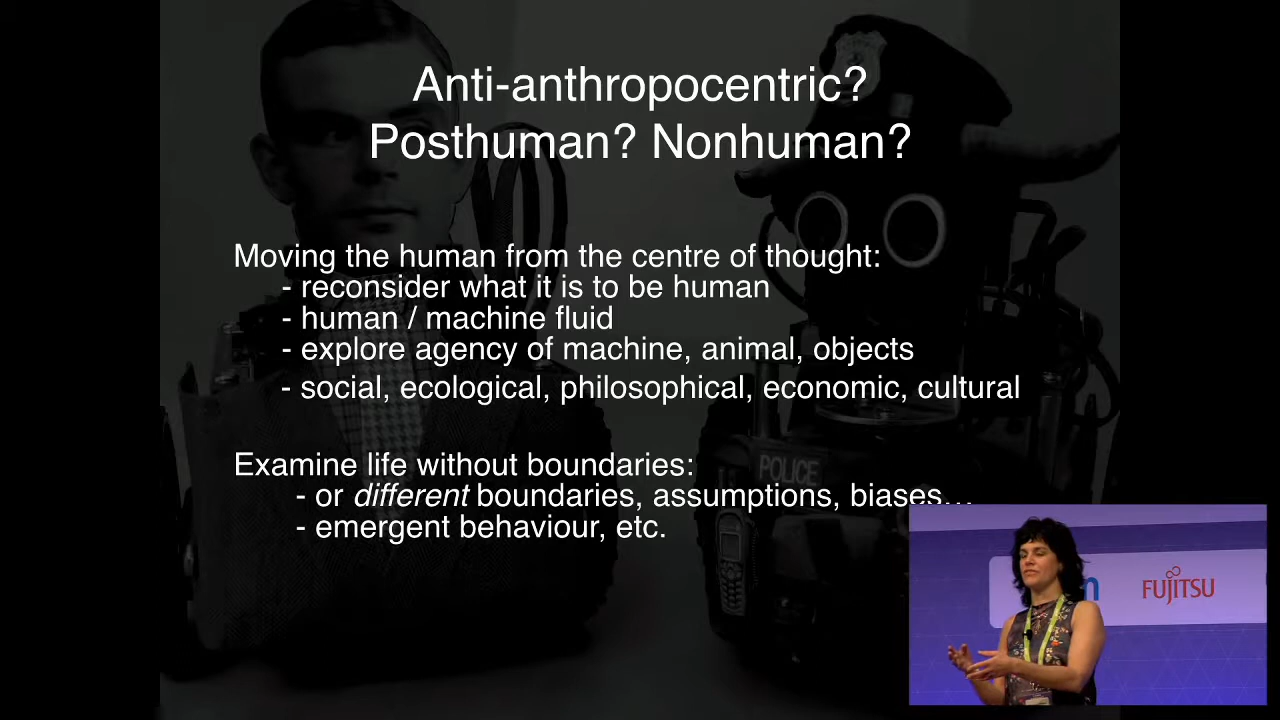 Anti-anthropocentric?
Posthuman? Nonhuman?
Moving the human from the centre of thought:
- reconsider what it is to be human
- human / machine fluid
- explore agency of machine, animal, objects
- social, ecological, philosophical, economic, cultural
POLICE
Examine life without boundaries:
- or different boundaries, assumptions, biases…
- emergent behaviour, etc.
FUJITSU